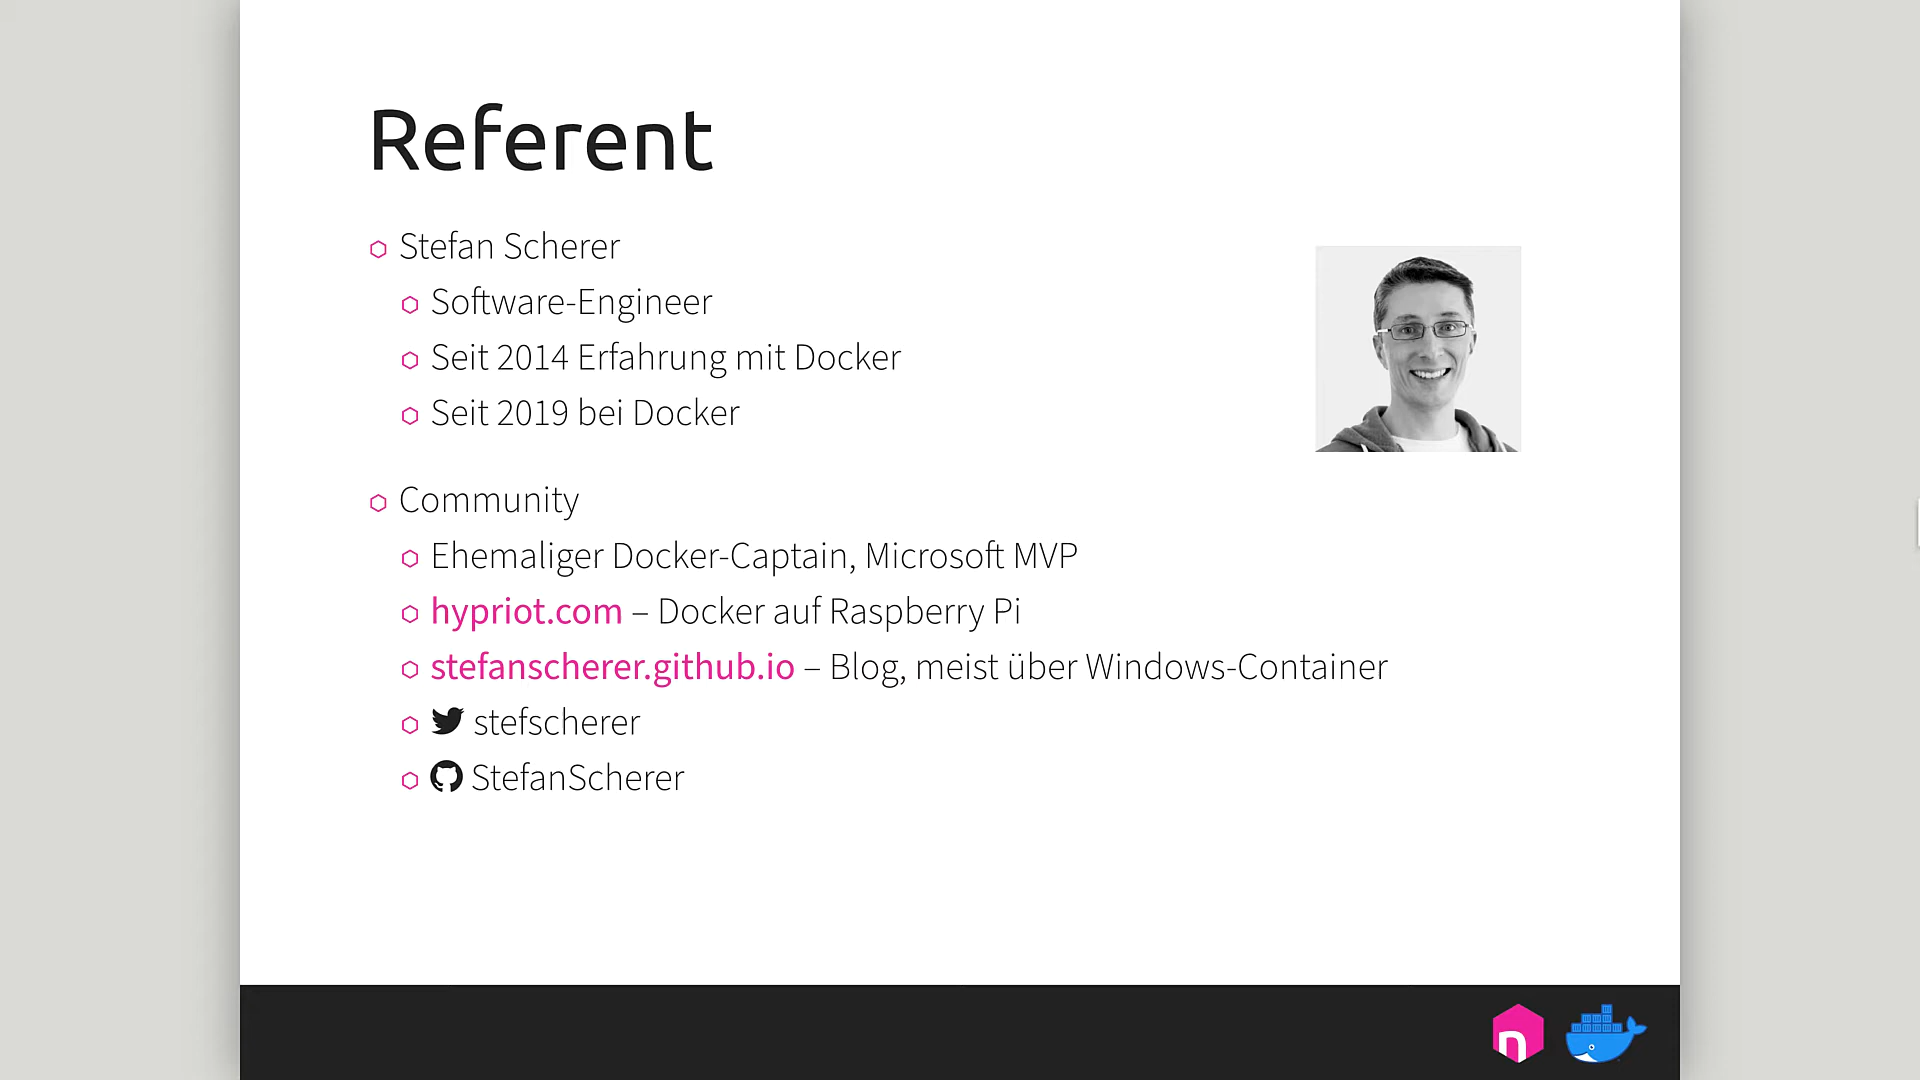 Referent
Stefan Scherer
Software-Engineer
Seit 2014 Erfahrung mit Docker
Seit 2019 bei Docker
Community
Ehemaliger Docker-Captain, Microsoft MVP
hypriot.com – Docker auf Raspberry Pi
stefanscherer.github.io – Blog, meist über Windows-Container
stefscherer
StefanScherer
n